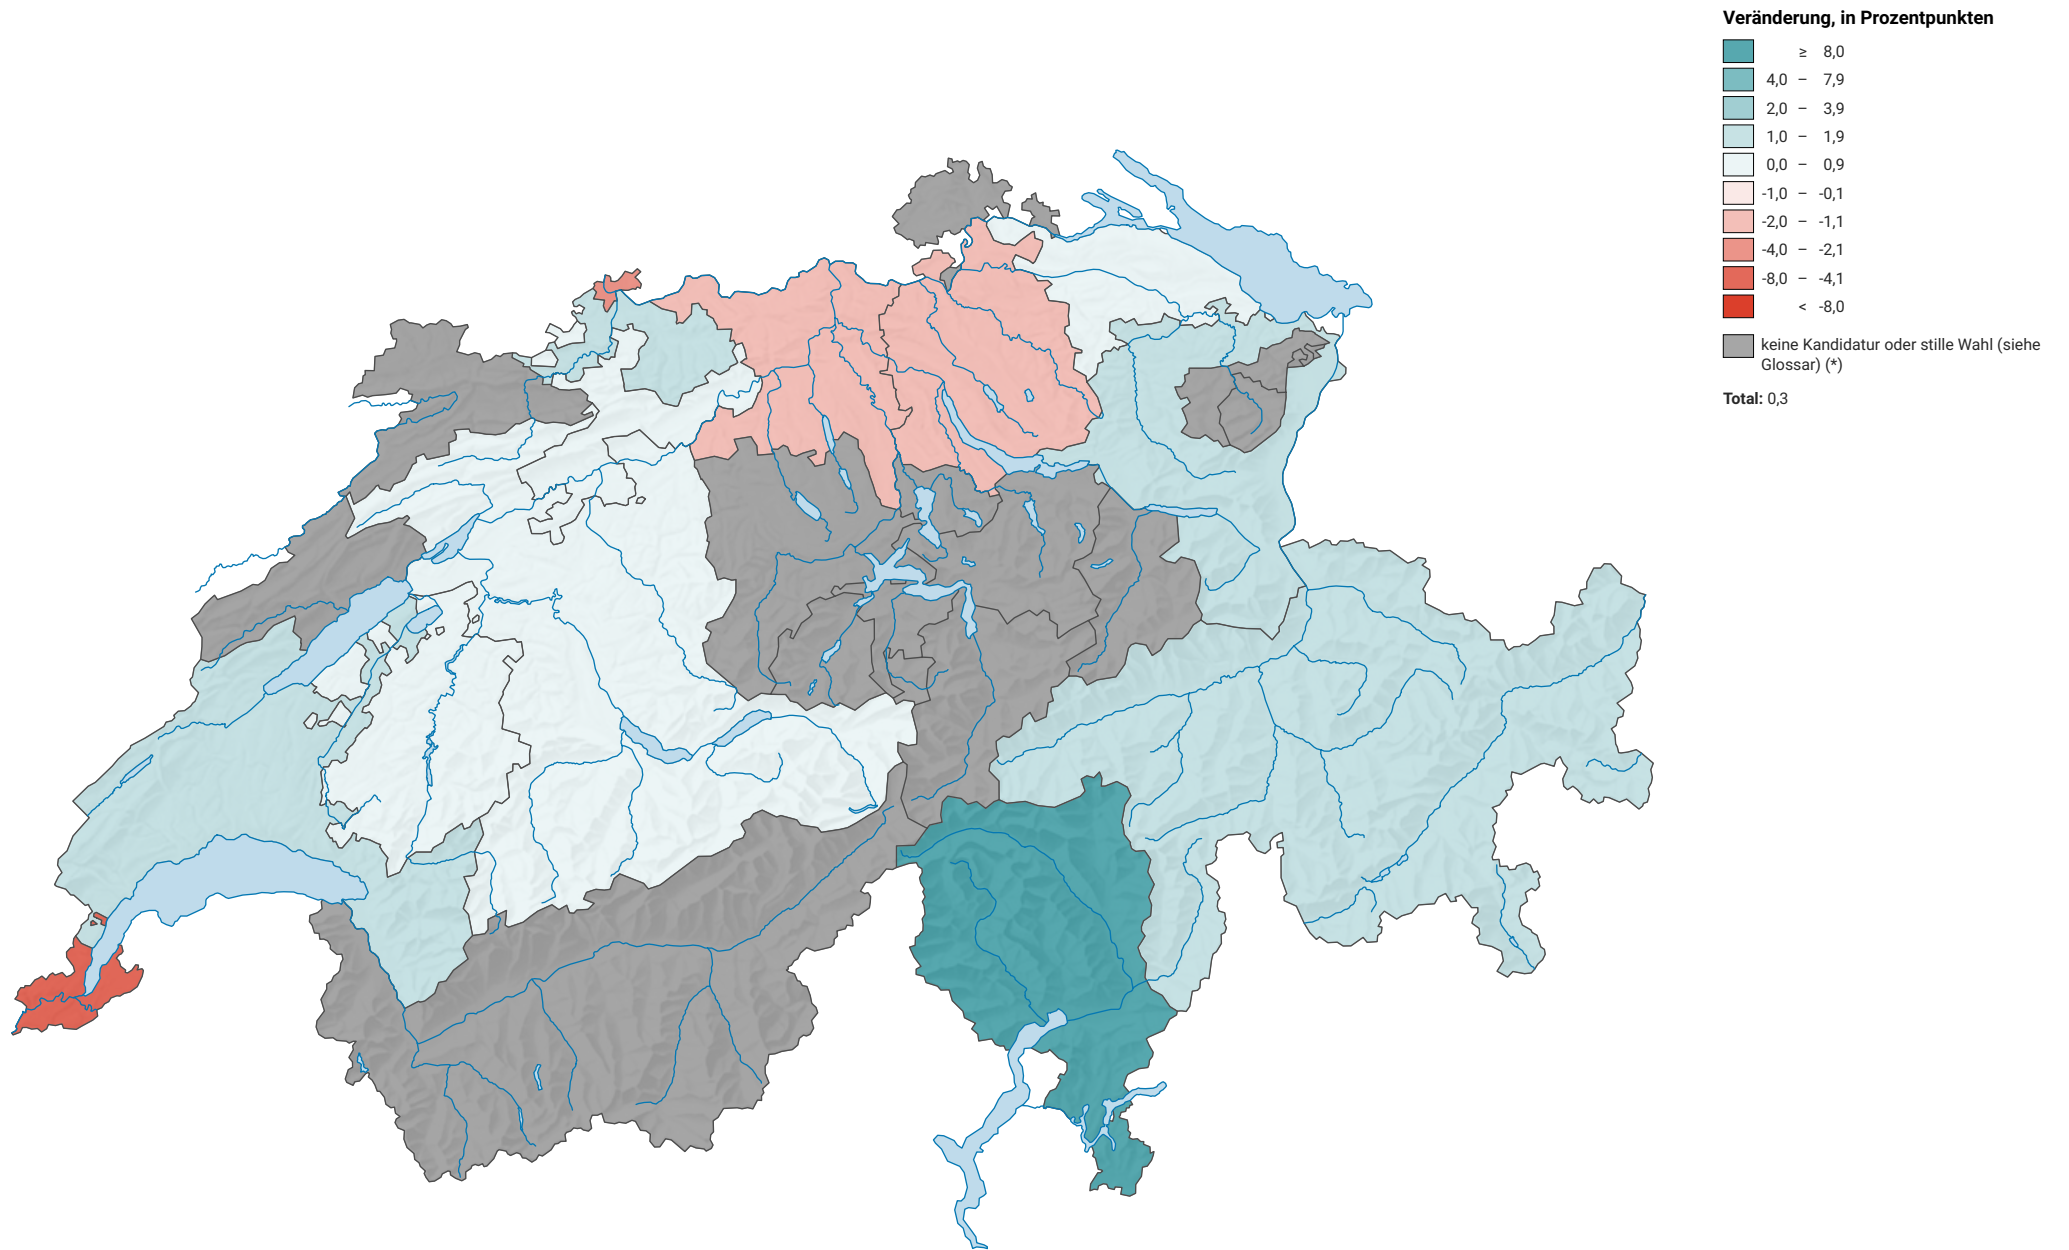 Veränderung, in Prozentpunkten
≥ 8,0
4,0 – 7,9
2,0 – 3,9
1,0 – 1,9
0,0 – 0,9
-1,0 – -0,1
-2,0 – -1,1
-4,0 – -2,1
-8,0 – -4,1
< -8,0
keine Kandidatur oder stille Wahl (siehe
Glossar) (*)
Total: 0,3